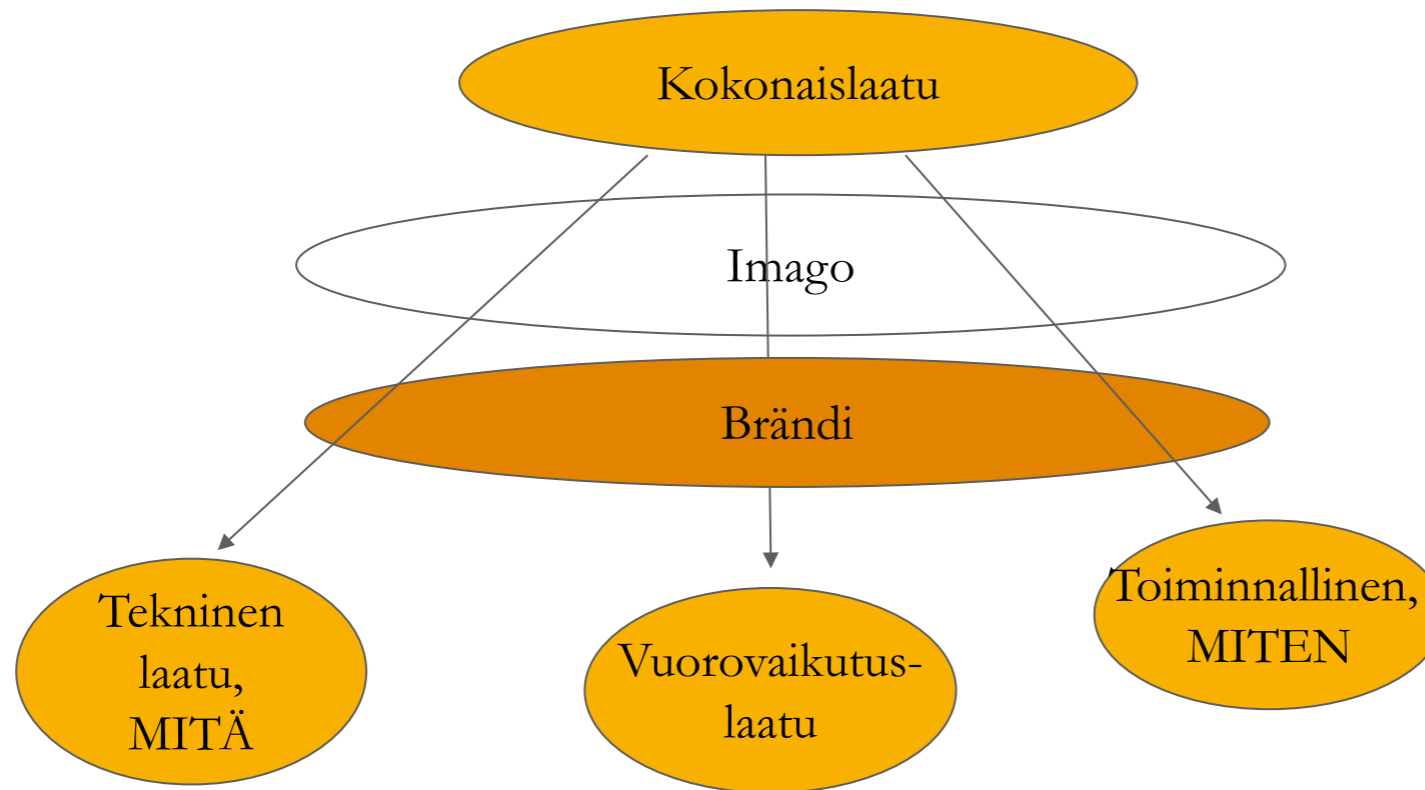 Kokonaislaatu
Imago
Brändi
Tekninen
laatu,
MITÄ
Vuorovaikutus-
laatu
Toiminnallinen,
MITEN